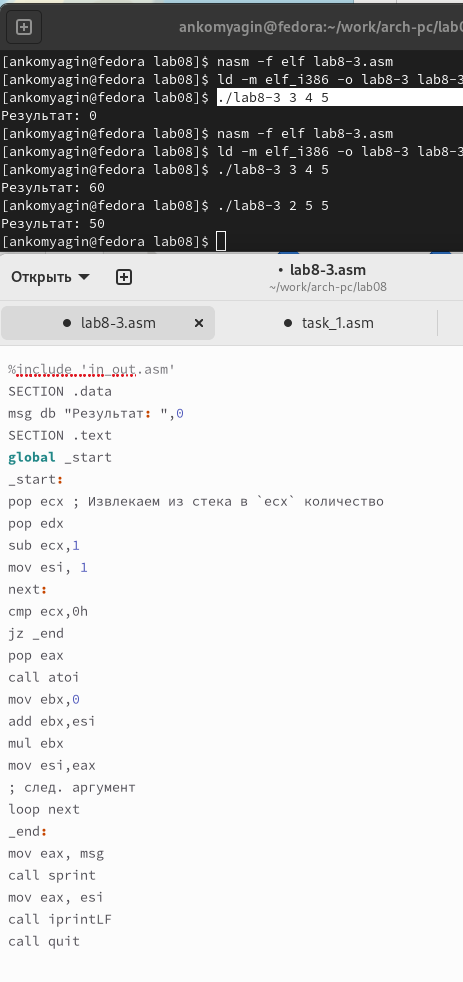 ankomyagin@fedora:~/work/arch-pc/lab0
[ankomyagin@fedora lab08]$ nasm -f elf lab8-3.asm
[ankomyagin@fedora lab08]$ ld -m elf_i386 -o lab8-3 lab8-3
[ankomyagin@fedora lab08]$ ./lab8-3 3 4 5
Результат: 0
[ankomyagin@fedora lab08]$ nasm -f elf lab8-3.asm
[ankomyagin@fedora lab08]$ ld -m elf_i386 -o lab8-3 lab8-3
[ankomyagin@fedora lab08]$ ./lab8-3 3 4 5
Результат: 60
[ankomyagin@fedora lab08]$ ./lab8-3 2 5 5
Результат: 50
[ankomyagin@fedora lab08]$
Открыть
• lab8-3.asm
~/work/arch-pc/lab08
● lab8-3.asm ×
● task_1.asm
%include 'in_out.asm'
SECTION .data
msg db "Результат: ",0
SECTION .text
global _start
_start:
pop ecx ; Извлекаем из стека в `ecx` количество
pop edx
sub ecx,1
mov esi, 1
next:
cmp ecx,0h
jz _end
pop eax
call atoi
mov ebx,0
add ebx,esi
mul ebx
mov esi,eax
; след. аргумент
loop next
_end:
mov eax, msg
call sprint
mov eax, esi
call iprintLF
call quit